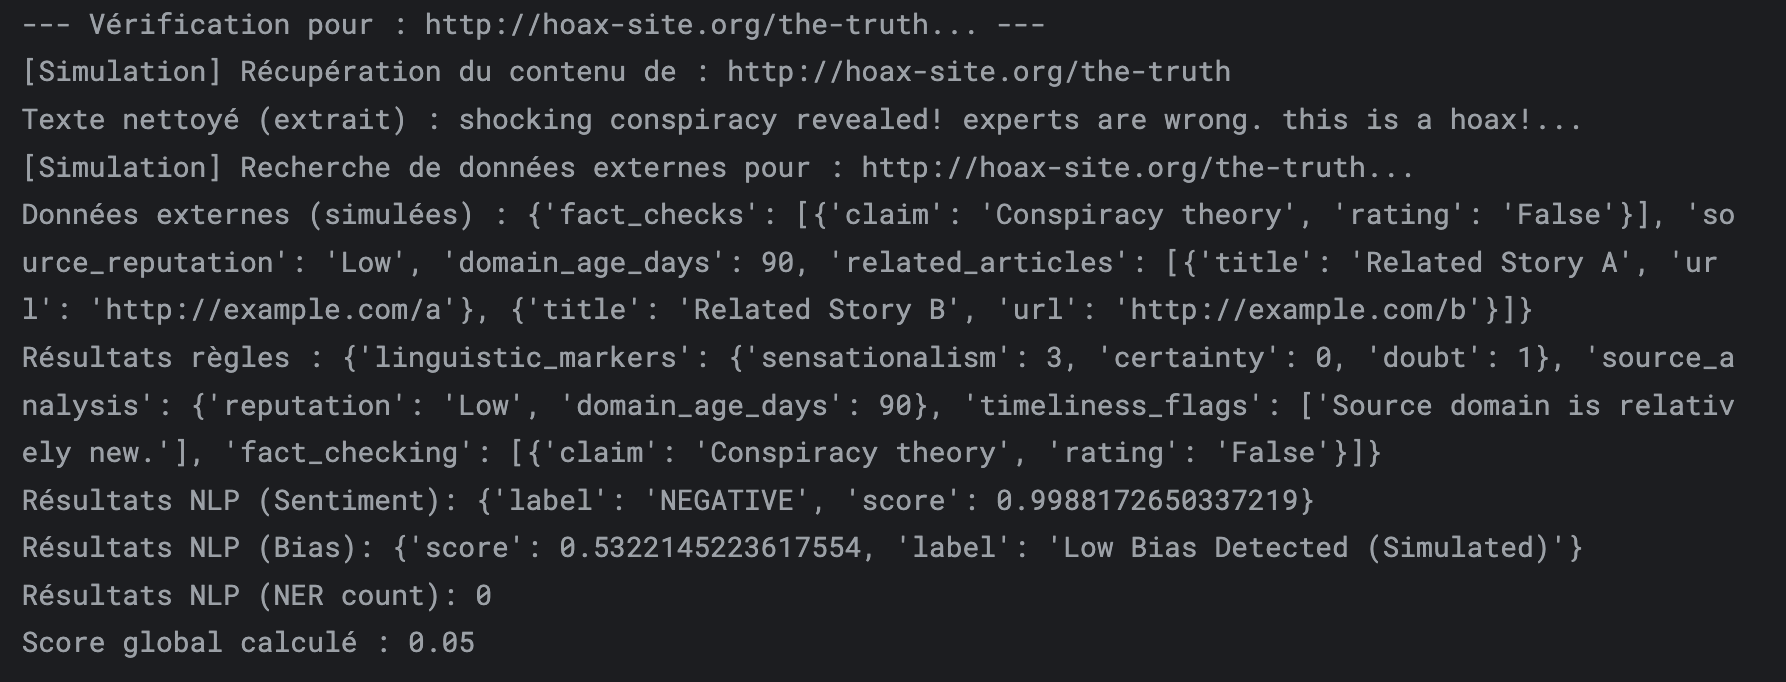 --- Vérification pour : http://hoax-site.org/the-truth... ---
[Simulation] Récupération du contenu de : http://hoax-site.org/the-truth
Texte nettoyé (extrait) : shocking conspiracy revealed! experts are wrong. this is a hoax!...
[Simulation] Recherche de données externes pour : http://hoax-site.org/the-truth...
Données externes (simulées) : {'fact_checks': [{'claim': 'Conspiracy theory', 'rating': 'False'}], 'so
urce_reputation': 'Low', 'domain_age_days': 90, 'related_articles': [{'title': 'Related Story A', 'ur
l': 'http://example.com/a'}, {'title': 'Related Story B', 'url': 'http://example.com/b'}]}
Résultats règles : {'linguistic_markers': {'sensationalism': 3, 'certainty': 0, 'doubt': 1}, 'source_a
nalysis': {'reputation': 'Low', 'domain_age_days': 90}, 'timeliness_flags': ['Source domain is relativ
ely new.'], 'fact_checking': [{'claim': 'Conspiracy theory', 'rating': 'False'}]}
Résultats NLP (Sentiment): {'label': 'NEGATIVE', 'score': 0.9988172650337219}
Résultats NLP (Bias): {'score': 0.5322145223617554, 'label': 'Low Bias Detected (Simulated)'}
Résultats NLP (NER count): 0
Score global calculé : 0.05